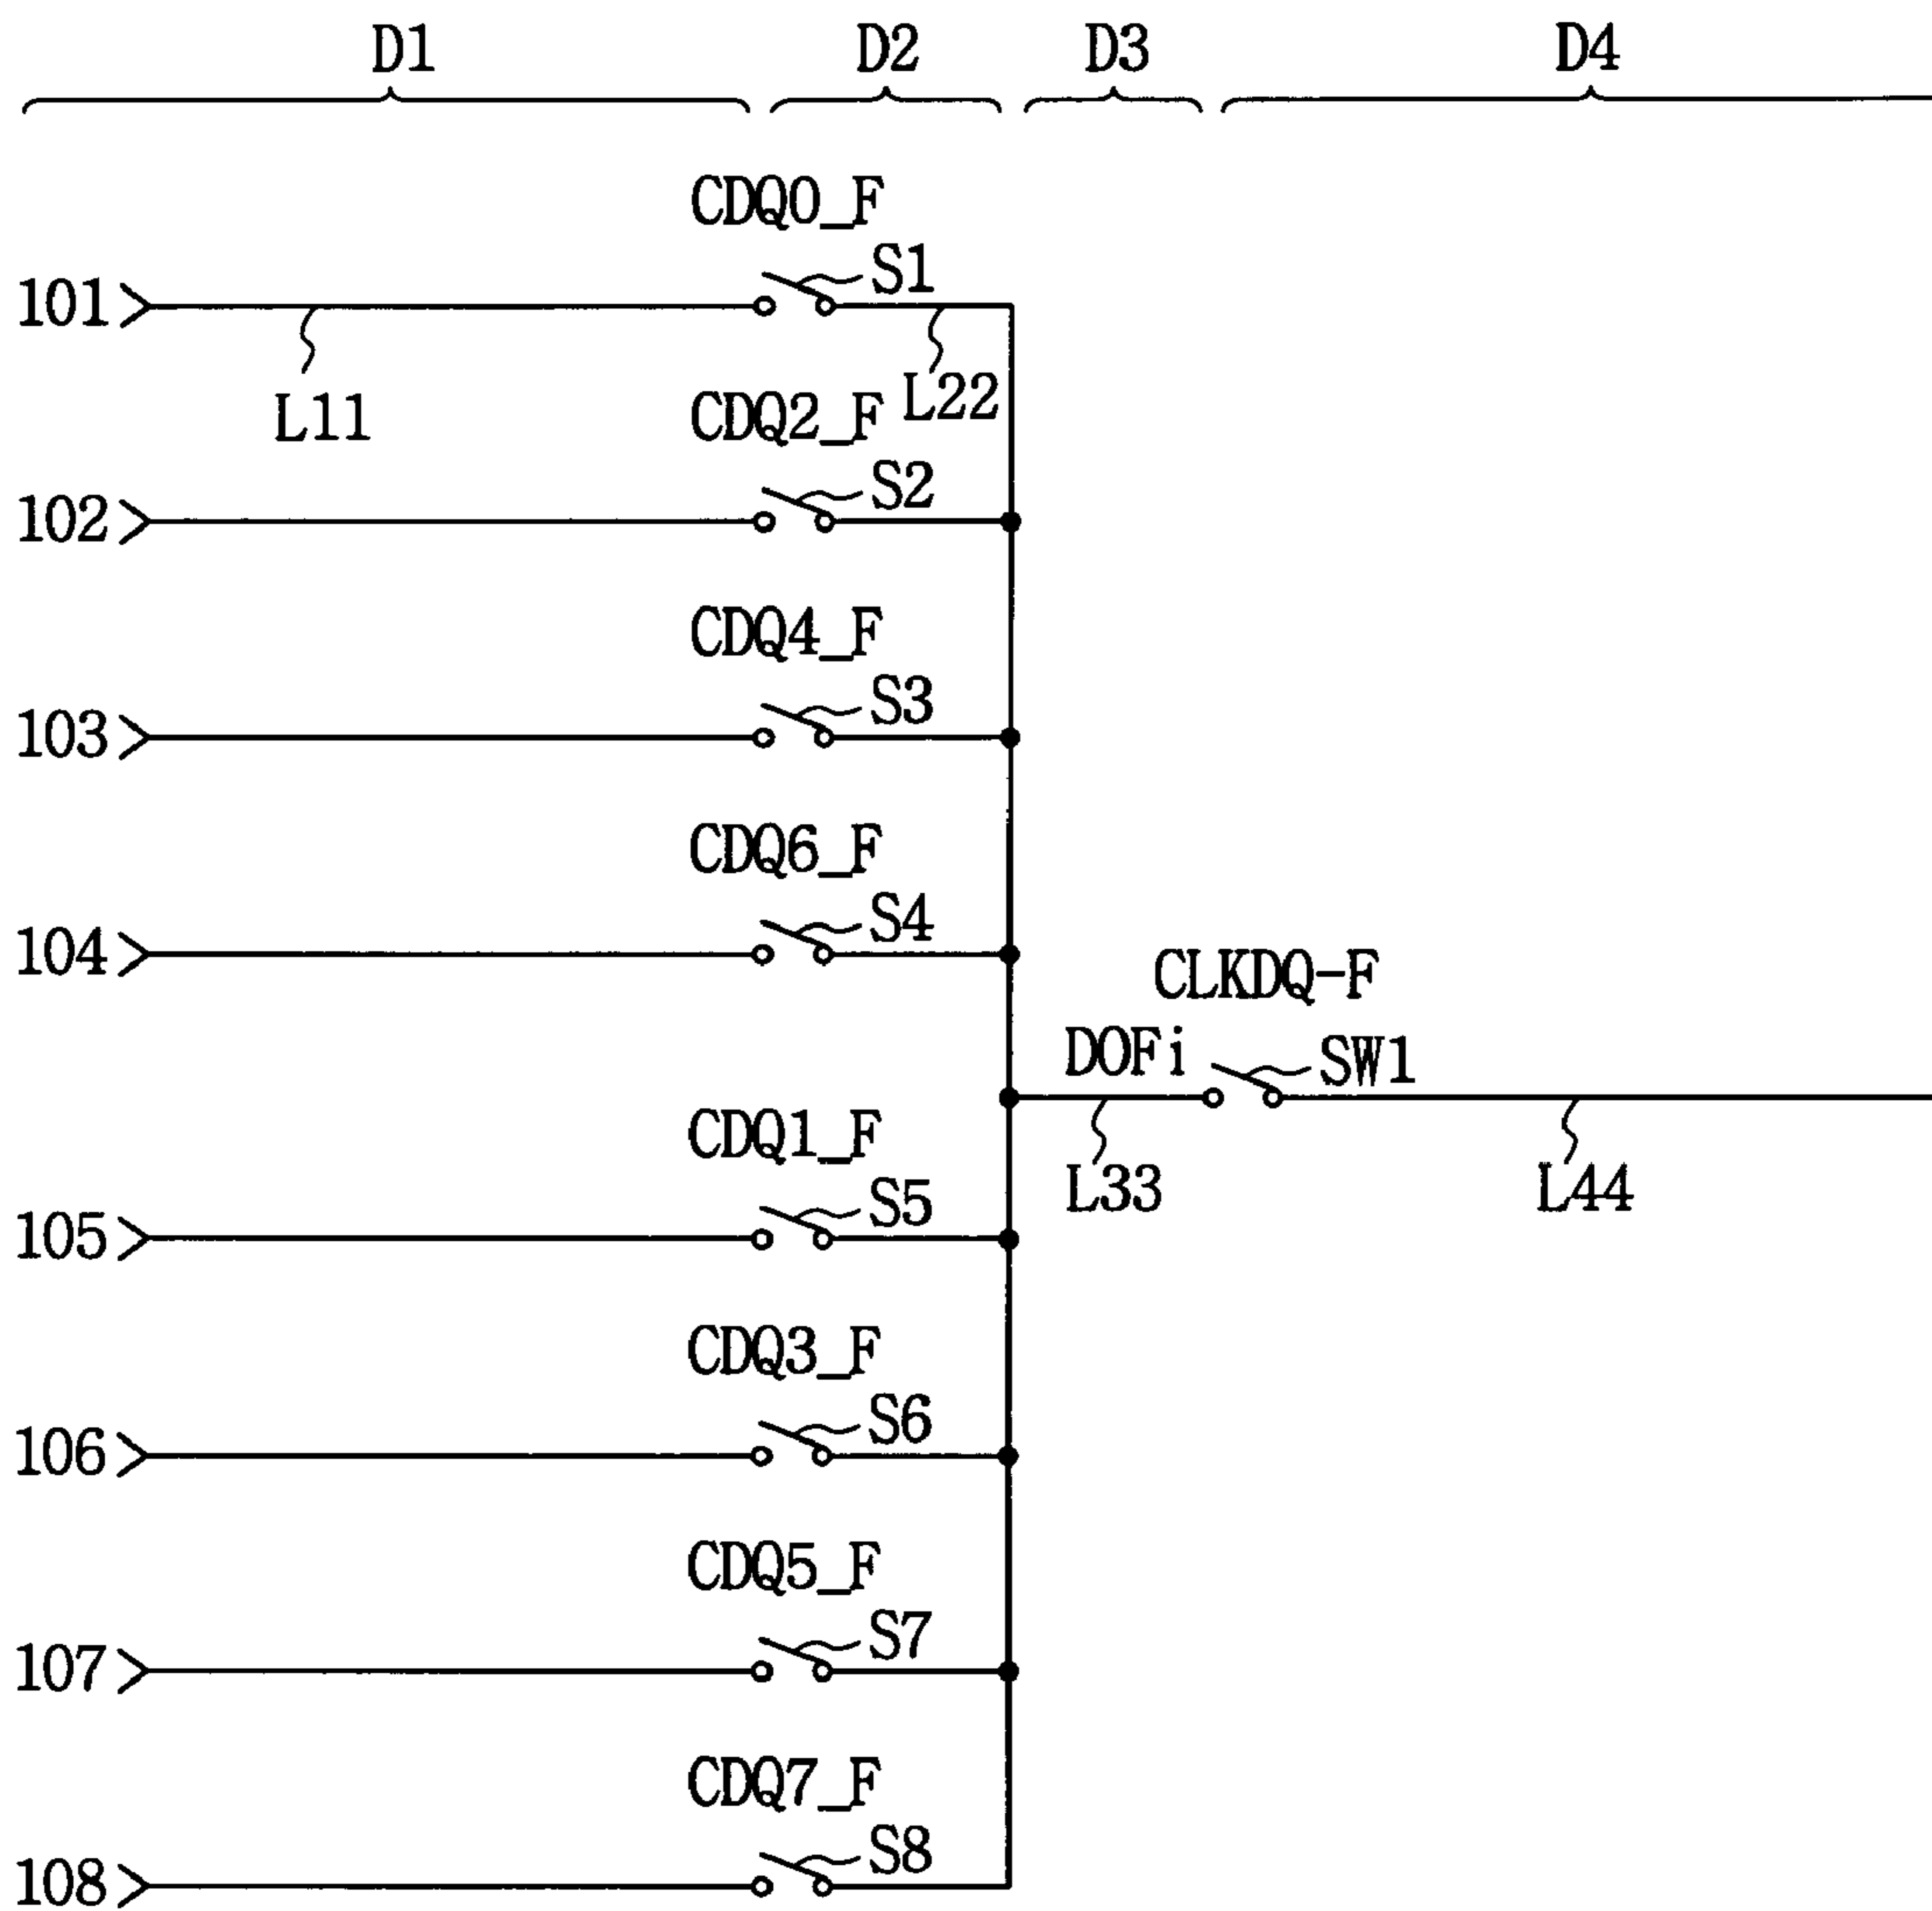 D1 D2 D3 D4
CDQ0_F
S1
101
L11
L22
CDQ2_F
S2
102
CDQ4_F
S3
103
CDQ6_F
S4
104
CLKDQ-F
DOFi
SW1
L33
L44
CDQ1_F
S5
105
CDQ3_F
S6
106
CDQ5_F
S7
107
CDQ7_F
S8
108